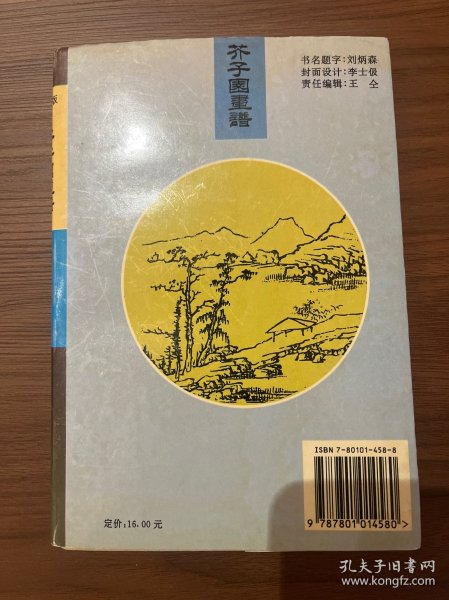 芥子園畫譜
书名题字：刘炳森
封面设计：李士伋
责任编辑：王 仝
版
ISBN 7-80101-458-8
9 787801 014580 >
定价：16.00 元
孔夫子旧书网
www.kongfz.com